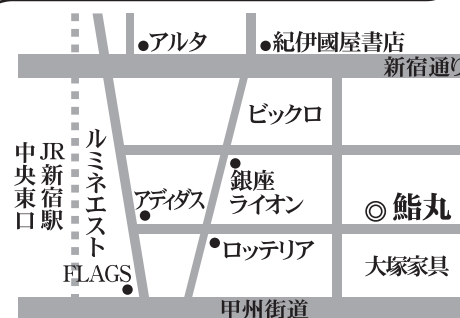 アルタ
紀伊國屋書店
新宿通り
ビックロ
ルミネエスト
JR新宿駅
中央東口
銀座
ライオン
アディダス
◎鮨丸
ロッテリア
大塚家具
FLAGS
甲州街道